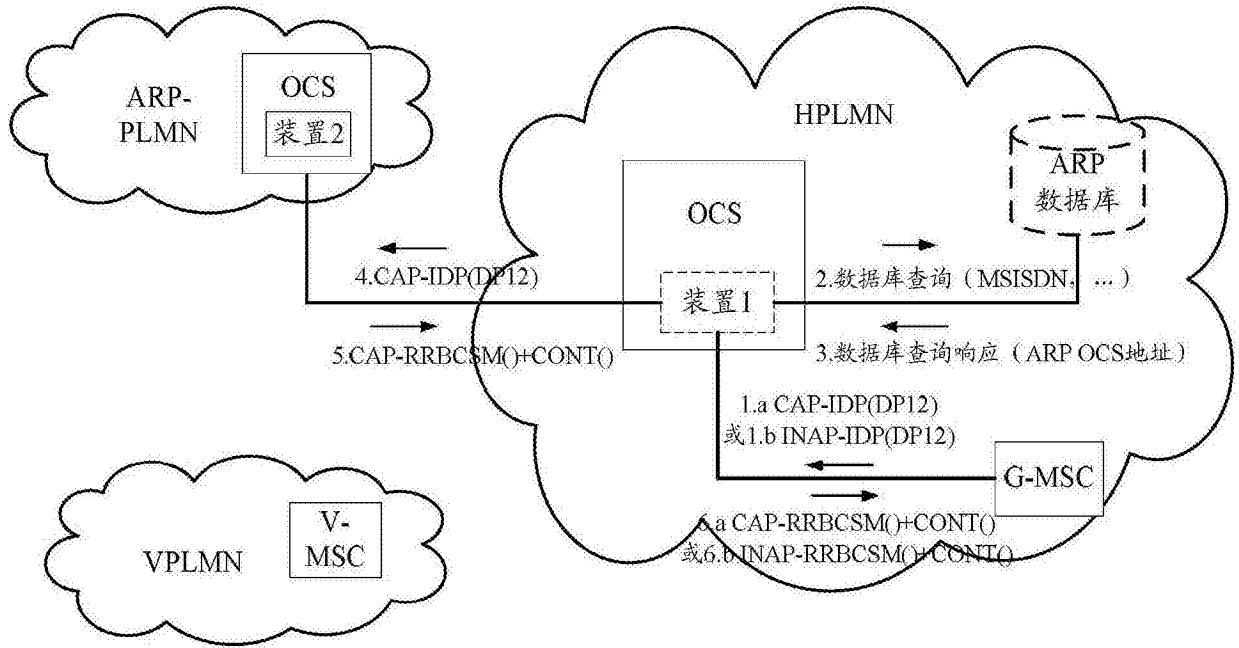 ARP-
PLMN
OCS
装置2
HPLMN
ARP
数据库
OCS
装置1
4.CAP-IDP(DP12)
5.CAP-RRBCSM()+CONT()
2.数据库查询（MSISDN，...）
3.数据库查询响应（ARP OCS地址）
1.a CAP-IDP(DP12)
或1.b INAP-IDP(DP12)
G-MSC
6.a CAP-RRBCSM()+CONT()
或6.b INAP-RRBCSM()+CONT()
VPLMN
V-
MSC